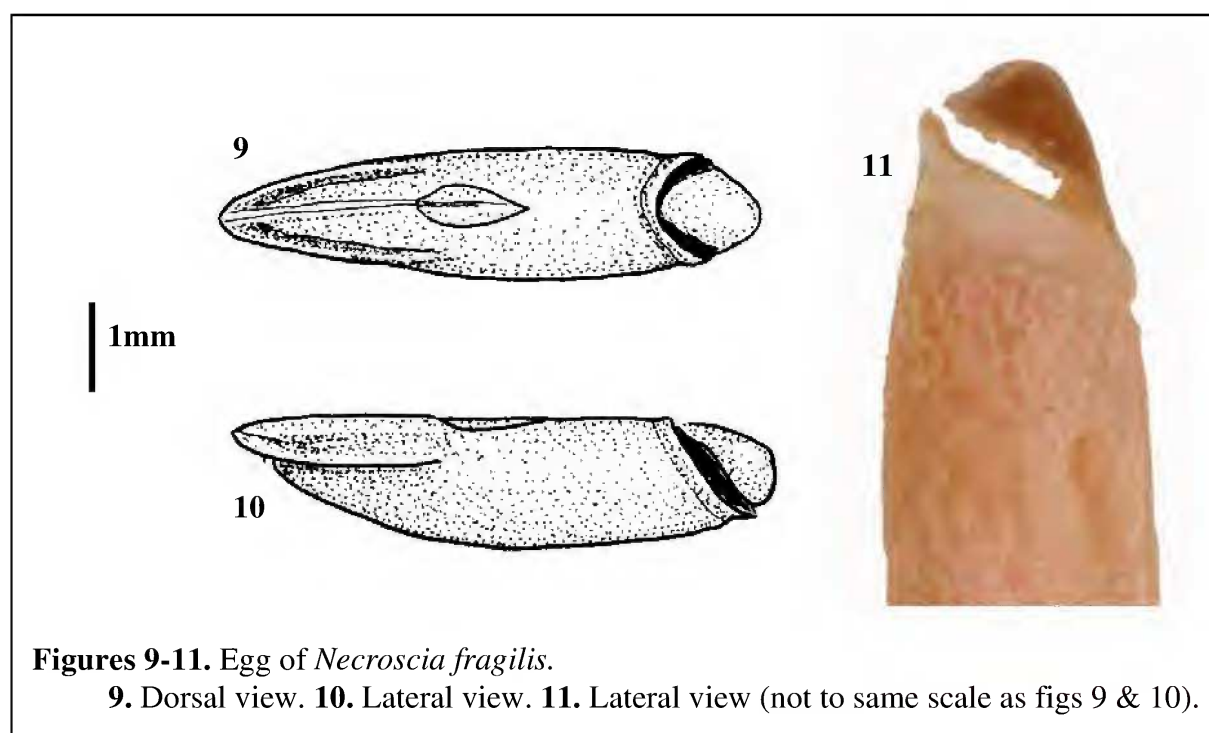 9
11
1mm
10
Figures 9-11. Egg of Necroscia fragilis.
9. Dorsal view. 10. Lateral view. 11. Lateral view (not to same scale as figs 9 & 10).